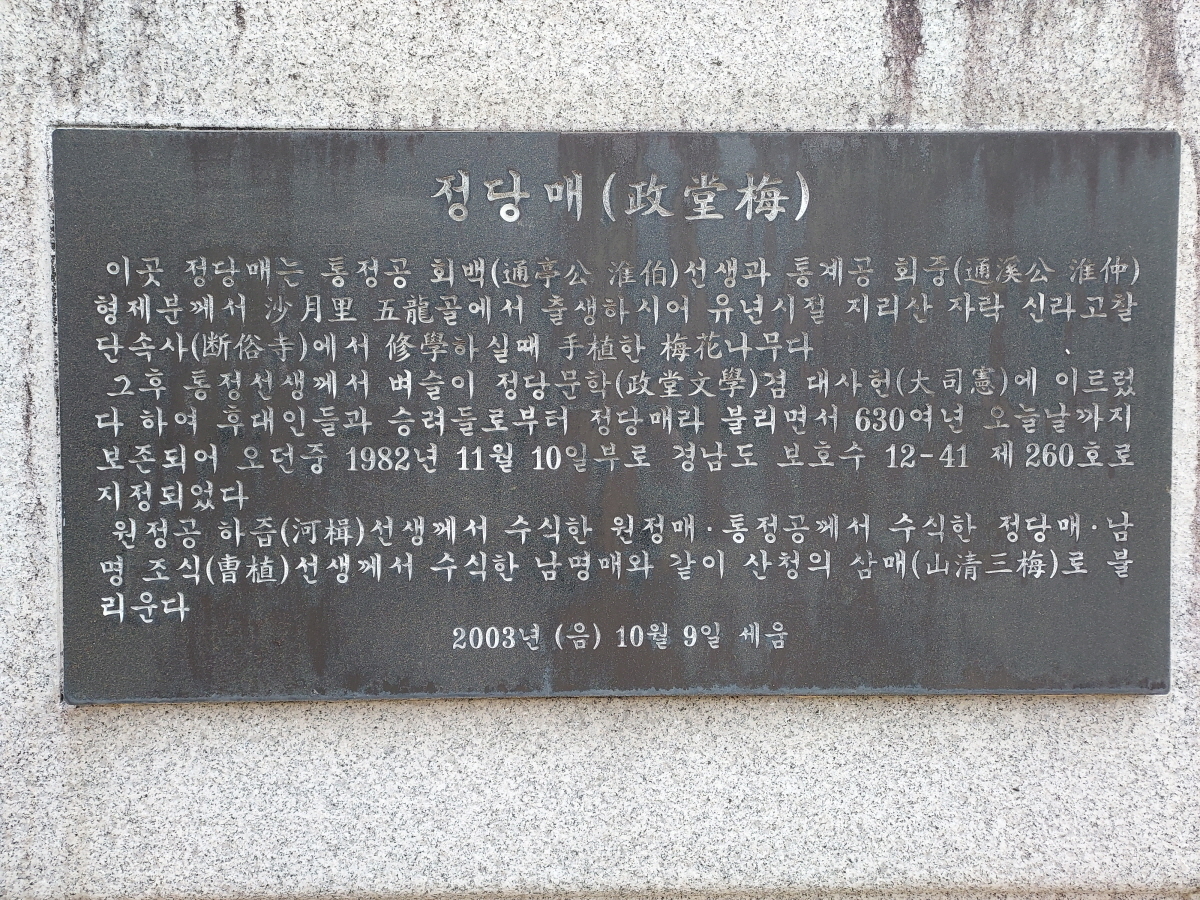 정당매(政堂梅)
이곳 정당매는 통정공 회백(通亭公 淮伯)선생과 통계공 회중(通溪公 淮仲)
형제분께서 沙月里 五龍골에서 출생하시어 유년시절 지리산 자락 신라고찰
단속사(断俗寺)에서 修學하실때 手植한 梅花나무다
그후 통정선생께서 벼슬이 정당문학(政堂文學)겸 대사헌(大司憲)에 이르렀
다 하여 후대인들과 승려들로부터 정당매라 불리면서 630여년 오늘날까지
보존되어 오던중 1982년 11월 10일부로 경남도 보호수 12-41 제260호로
지정되었다
원정공 하즙(河楫)선생께서 수식한 원정매·통정공께서 수식한 정당매·남
명 조식(曺植)선생께서 수식한 남명매와 같이 산청의 삼매(山清三梅)로 불
리운다
2003년 (음) 10월 9일 세움